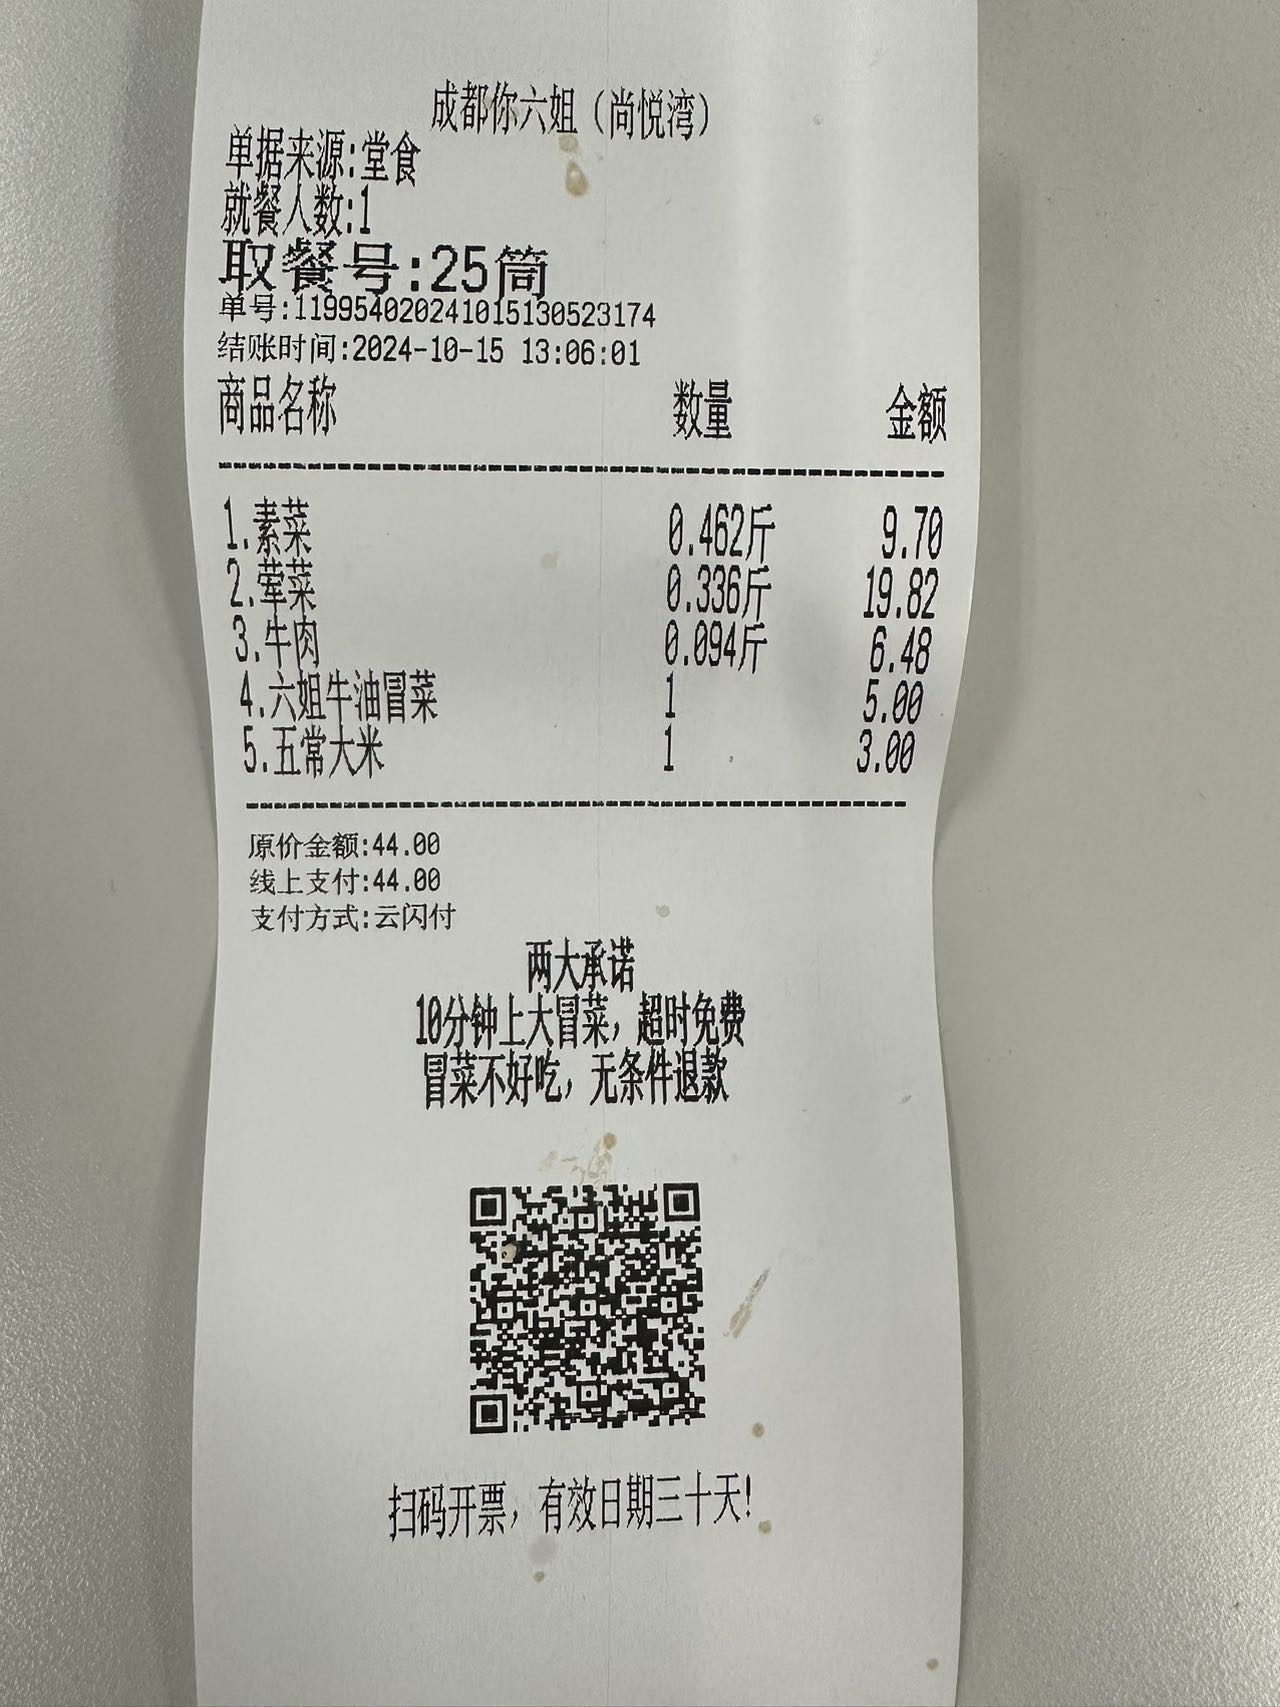 成都你六姐（尚悦湾）
单据来源:堂食
就餐人数:1
取餐号:25筒
单号:11995402024101513052​3174
结账时间:2024-10-15 13:06:01
商品名称 数量 金额
1.素菜 0.462斤 9.70
2.荤菜 0.336斤 19.82
3.牛肉 0.094斤 6.48
4.六姐牛油冒菜 1 5.00
5.五常大米 1 3.00
原价金额:44.00
线上支付:44.00
支付方式:云闪付
两大承诺
10分钟上大冒菜，超时免费
冒菜不好吃，无条件退款
扫码开票，有效日期三十天!